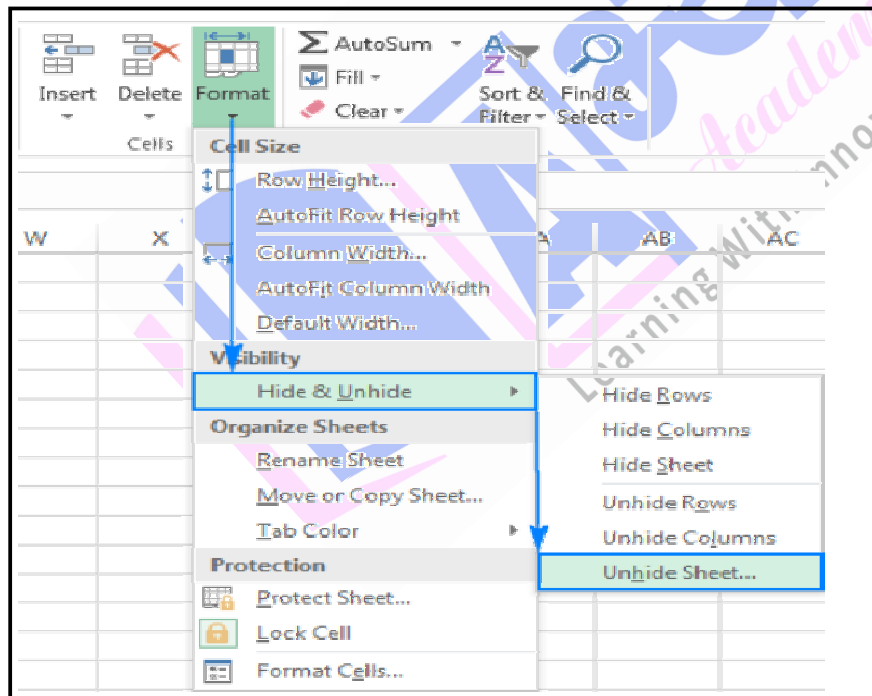 AutoSum
Fill
Clear
Insert Delete Format
Sort & Find &
Filter Select
Cells
Cell Size
Row Height...
AutoFit Row Height
Column Width...
AutoFit Column Width
Default Width...
W X AB AC
Visibility
Hide & Unhide
Organize Sheets
Rename Sheet
Move or Copy Sheet...
Tab Color
Protection
Protect Sheet...
Lock Cell
Format Cells...
Hide Rows
Hide Columns
Hide Sheet
Unhide Rows
Unhide Columns
Unhide Sheet...
Learning With